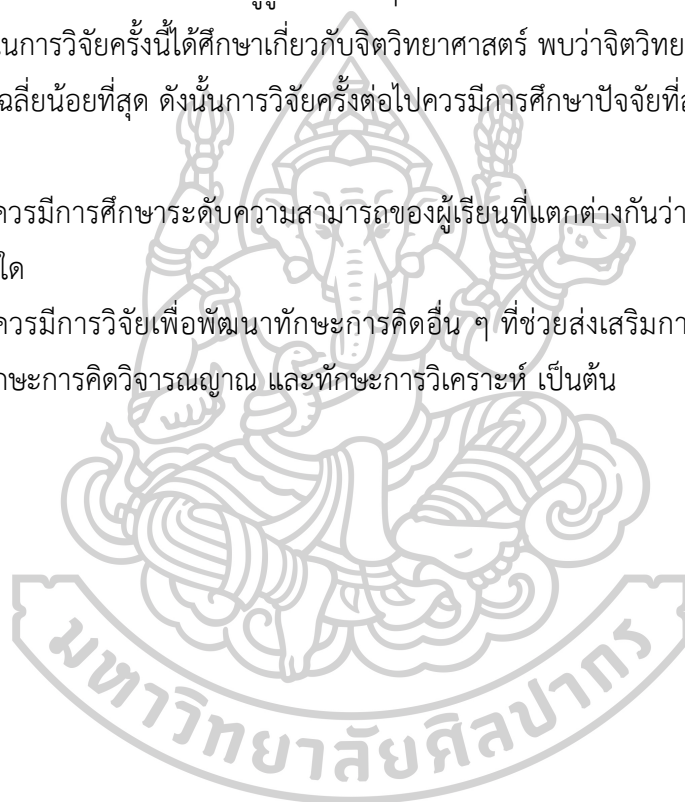 นการวิจัยครั้งนี้ได้ศึกษาเกี่ยวกับจิตวิทยาศาสตร์ พบว่าจิตวิทย
ฉลี่ยน้อยที่สุด ดังนั้นการวิจัยครั้งต่อไปควรมีการศึกษาปัจจัยที่
ควรมีการศึกษาระดับความสามารถของผู้เรียนที่แตกต่างกันว่า
ใด
ควรมีการวิจัยเพื่อพัฒนาทักษะการคิดอื่น ๆ ที่ช่วยส่งเสริมกา
กษะการคิดวิจารณญาณ และทักษะการวิเคราะห์ เป็นต้น
มหาวิทยาลัยศิลปากร